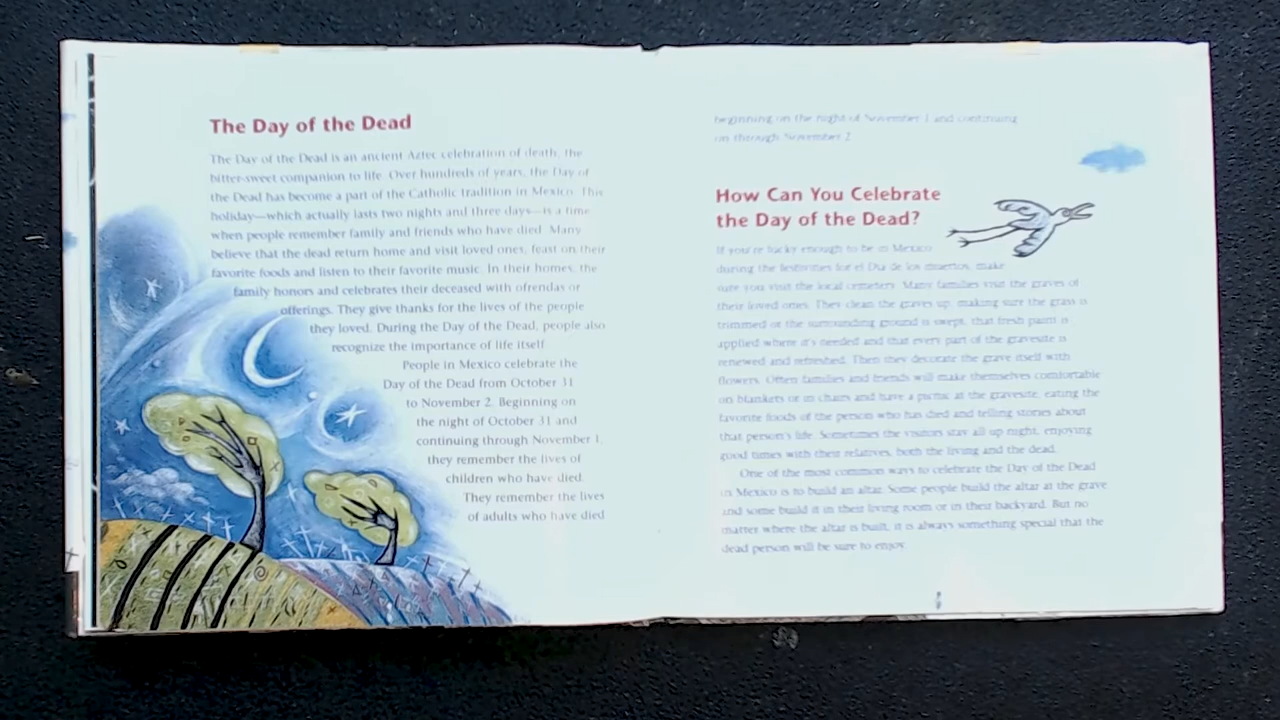 The Day of the Dead
The Day of the Dead is an ancient Aztec celebration of death, the
bitter-sweet companion to life. Over hundreds of years, the Day of
the Dead has become a part of the Catholic tradition in Mexico. This
holiday—which actually lasts two nights and three days—is a time
when people remember family and friends who have died. Many
believe that the dead return home and visit loved ones, feast on their
favorite foods and listen to their favorite music. In their homes, the
family honors and celebrates their deceased with ofrendas or
offerings. They give thanks for the lives of the people
they loved. During the Day of the Dead, people also
recognize the importance of life itself.
People in Mexico celebrate the
Day of the Dead from October 31
to November 2. Beginning on
the night of October 31 and
continuing through November 1,
they remember the lives of
children who have died.
They remember the lives
of adults who have died
beginning on the night of November 1 and continuing
on through November 2.
How Can You Celebrate
the Day of the Dead?
If you're lucky enough to be in Mexico
during the festivities for el Día de los muertos, make
sure you visit the local cemetery. Many families visit the graves of
their loved ones. They clean the graves up, making sure the grass is
trimmed or the surrounding ground is swept, that fresh paint is
applied where it's needed and that every part of the gravesite is
renewed and refreshed. Then they decorate the grave itself with
flowers. Often families and friends will make themselves comfortable
on blankets or in chairs and have a picnic at the gravesite, eating the
favorite foods of the person who has died and telling stories about
that person's life. Sometimes the visitors stay all up night, enjoying
good times with their relatives, both the living and the dead.
One of the most common ways to celebrate the Day of the Dead
in Mexico is to build an altar. Some people build the altar at the grave
and some build it in their living room or in their backyard. But no
matter where the altar is built, it is always something special that the
dead person will be sure to enjoy.